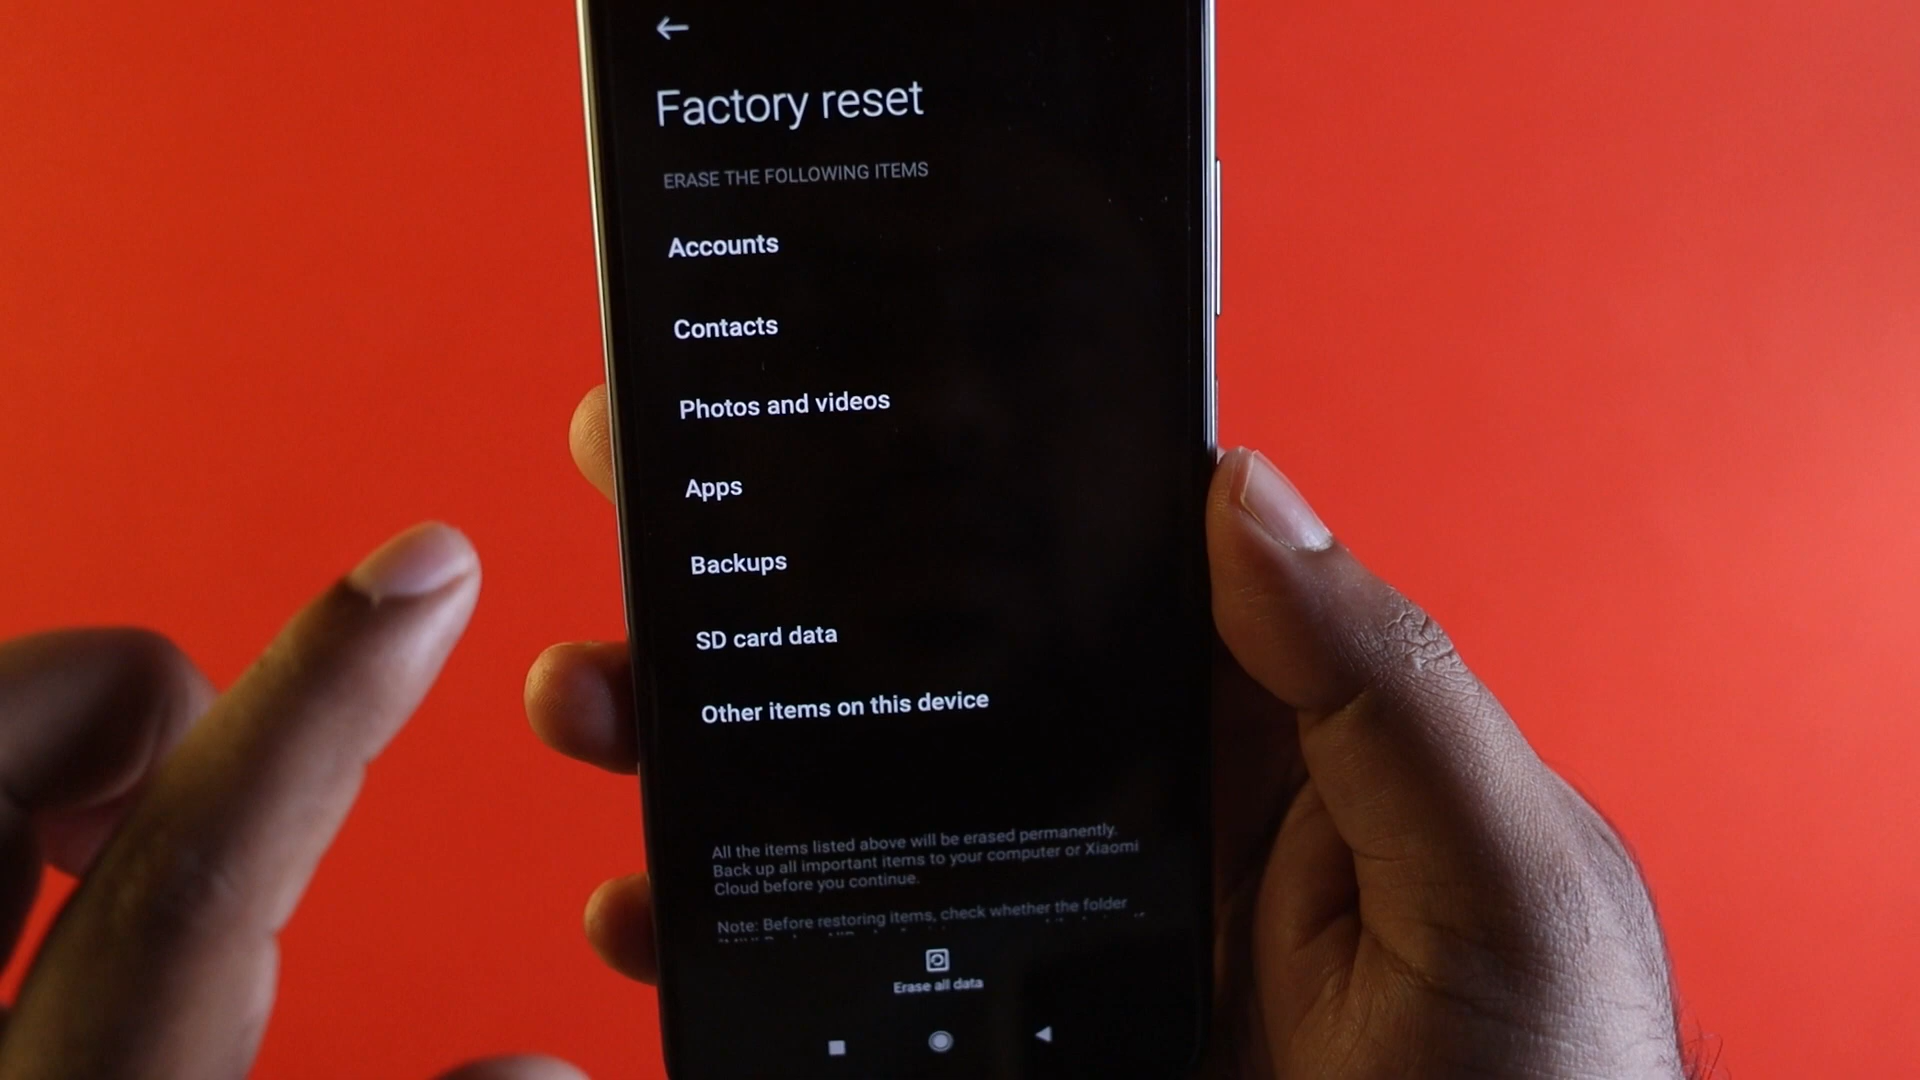 Factory reset
ERASE THE FOLLOWING ITEMS
Accounts
Contacts
Photos and videos
Apps
Backups
SD card data
Other items on this device
All the items listed above will be erased permanently.
Back up all important items to your computer or Xiaomi
Cloud before you continue.
Note: Before restoring items, check whether the folder
Erase all data